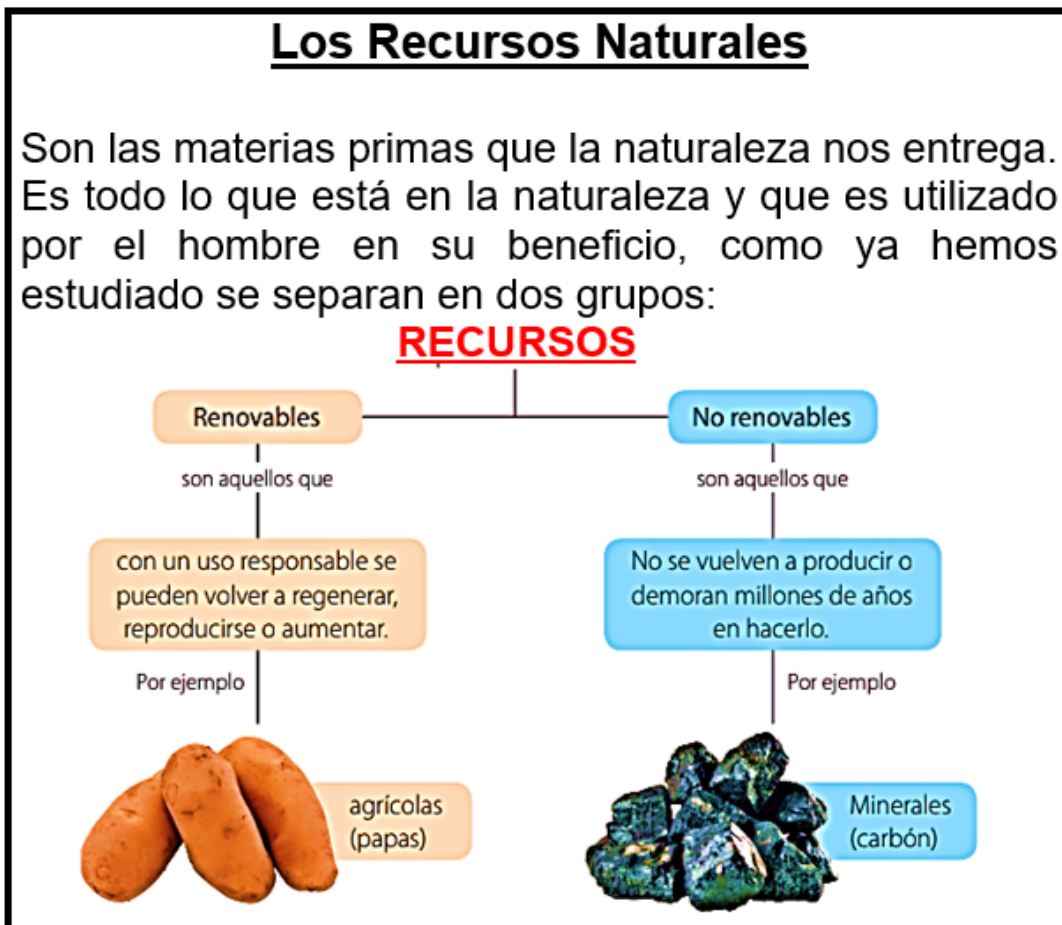 Los Recursos Naturales
Son las materias primas que la naturaleza nos entrega.
Es todo lo que está en la naturaleza y que es utilizado
por el hombre en su beneficio, como ya hemos
estudiado se separan en dos grupos:
RECURSOS
Renovables
son aquellos que
con un uso responsable se
pueden volver a regenerar,
reproducirse o aumentar.
Por ejemplo
agrícolas
(papas)
No renovables
son aquellos que
No se vuelven a producir o
demoran millones de años
en hacerlo.
Por ejemplo
Minerales
(carbón)